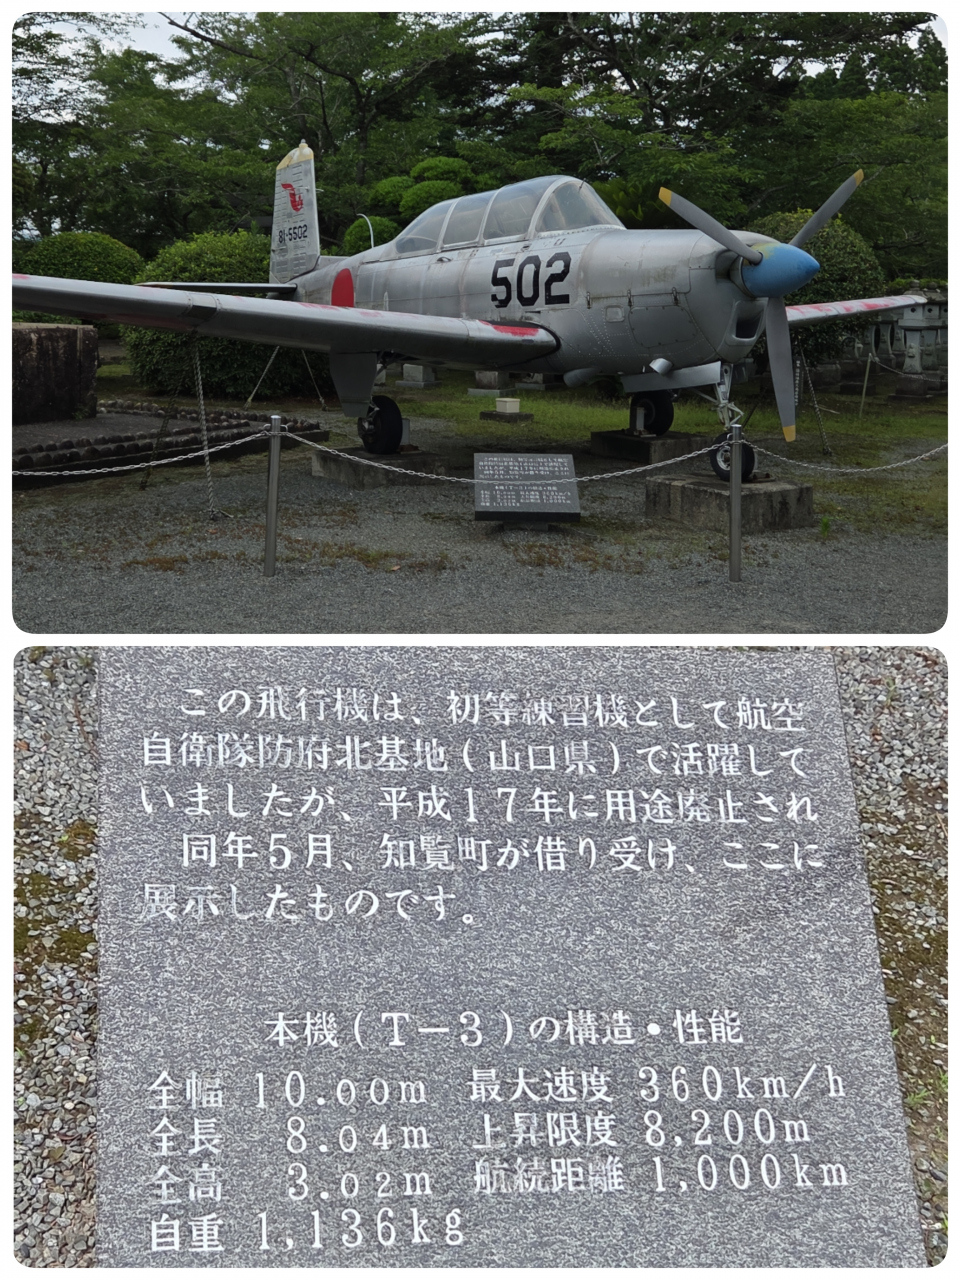 81-5502
502
この飛行機は、初等練習機として航空
自衛隊防府北基地(山口県)で活躍して
いましたが、平成17年に用途廃止され
同年5月、知覧町が借り受け、ここに
展示したものです。
本機(T-3)の構造・性能
全幅 10.00m 最大速度 360km/h
全長 8.04m 上昇限度 8,200m
全高 3.02m 航続距離 1,000km
自重 1,136kg